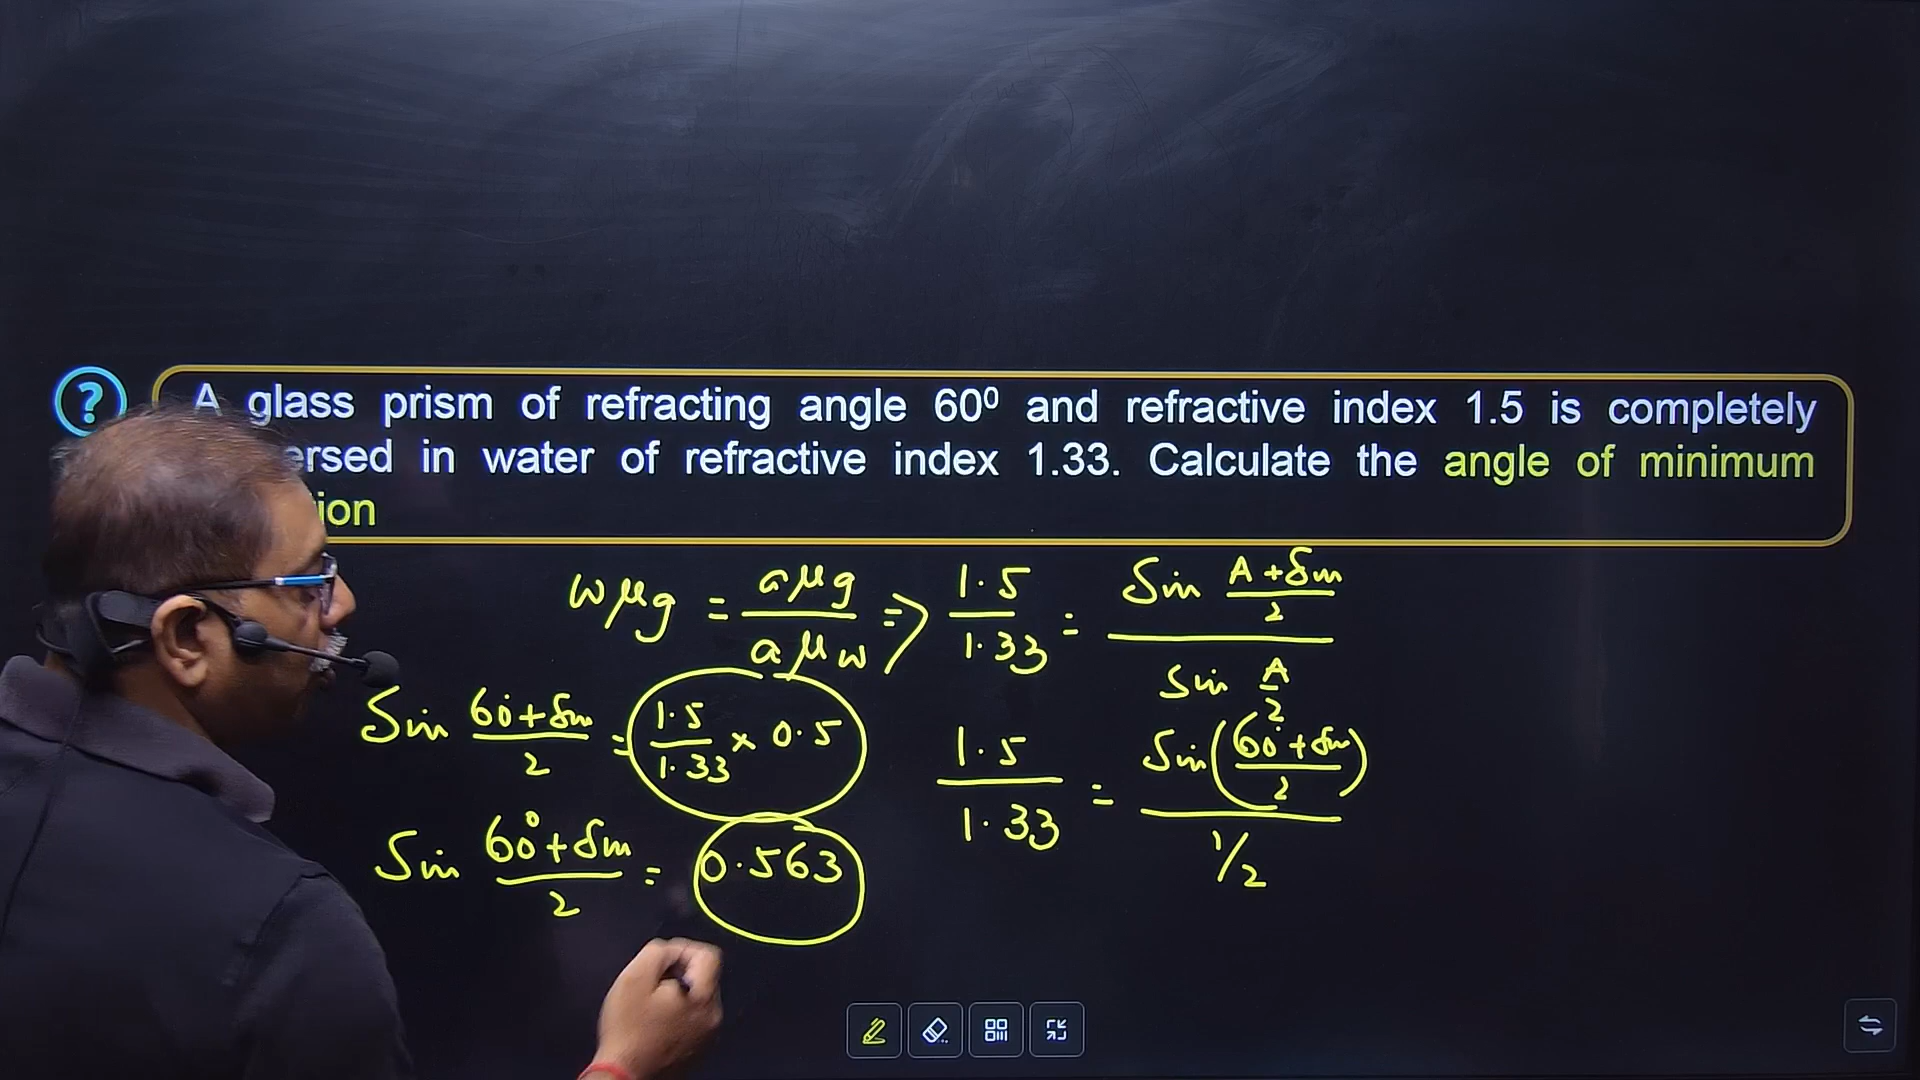 ?
A glass prism of refracting angle 60⁰ and refractive index 1.5 is completely
ersed in water of refractive index 1.33. Calculate the angle of minimum
ion
wμg = aμg / aμw => 1.5 / 1.33 = Sin (A + δm)/2 / Sin A/2
Sin (60° + δm)/2 = 1.5/1.33 × 0.5
1.5 / 1.33 = Sin((60° + δm)/2) / 1/2
Sin (60° + δm)/2 = 0.563